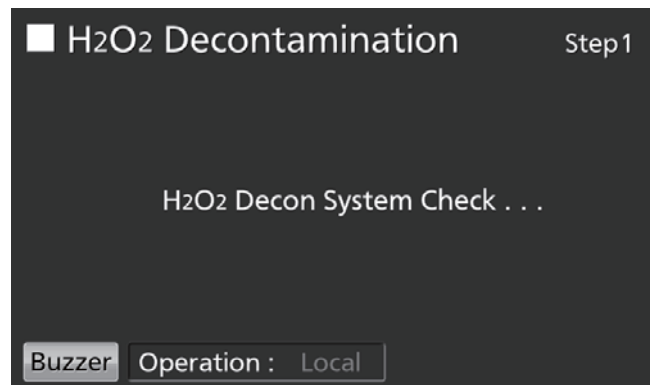 H2O2 Decontamination Step1
H2O2 Decon System Check . . .
Buzzer Operation : Local